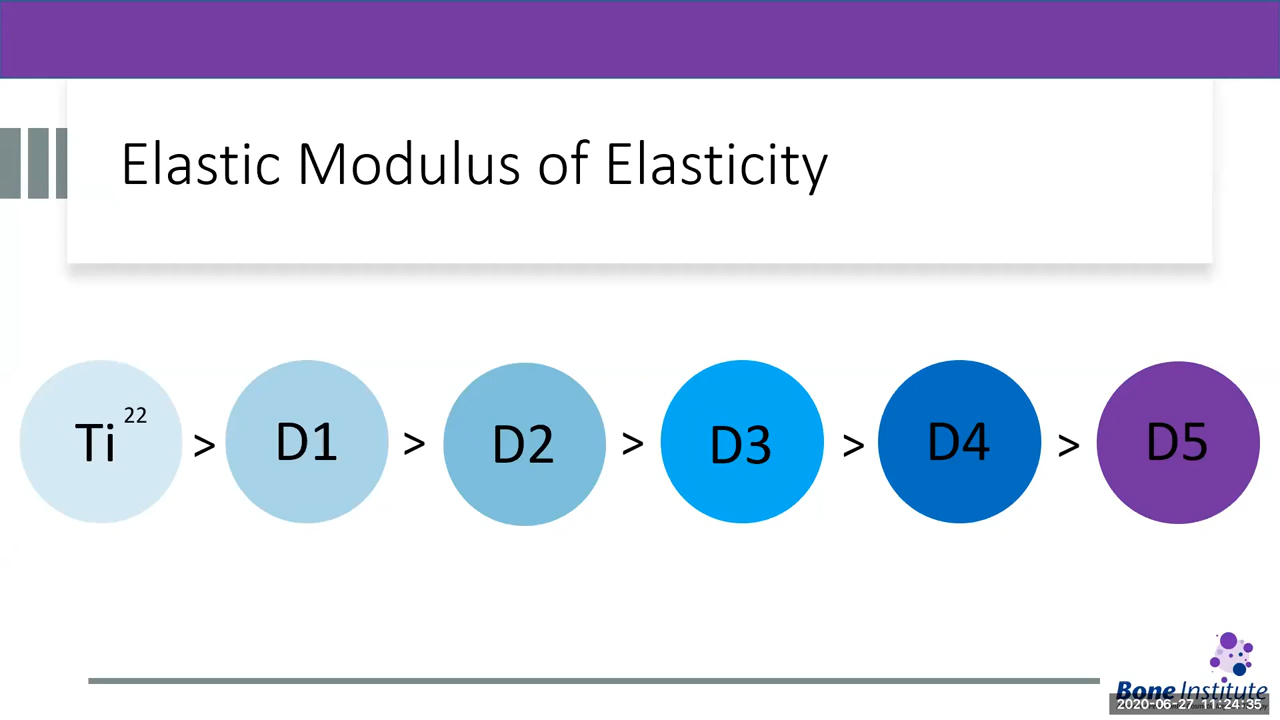 Elastic Modulus of Elasticity
Ti 22 > D1 > D2 > D3 > D4 > D5
Bone Institute
2020-06-27 11:24:35